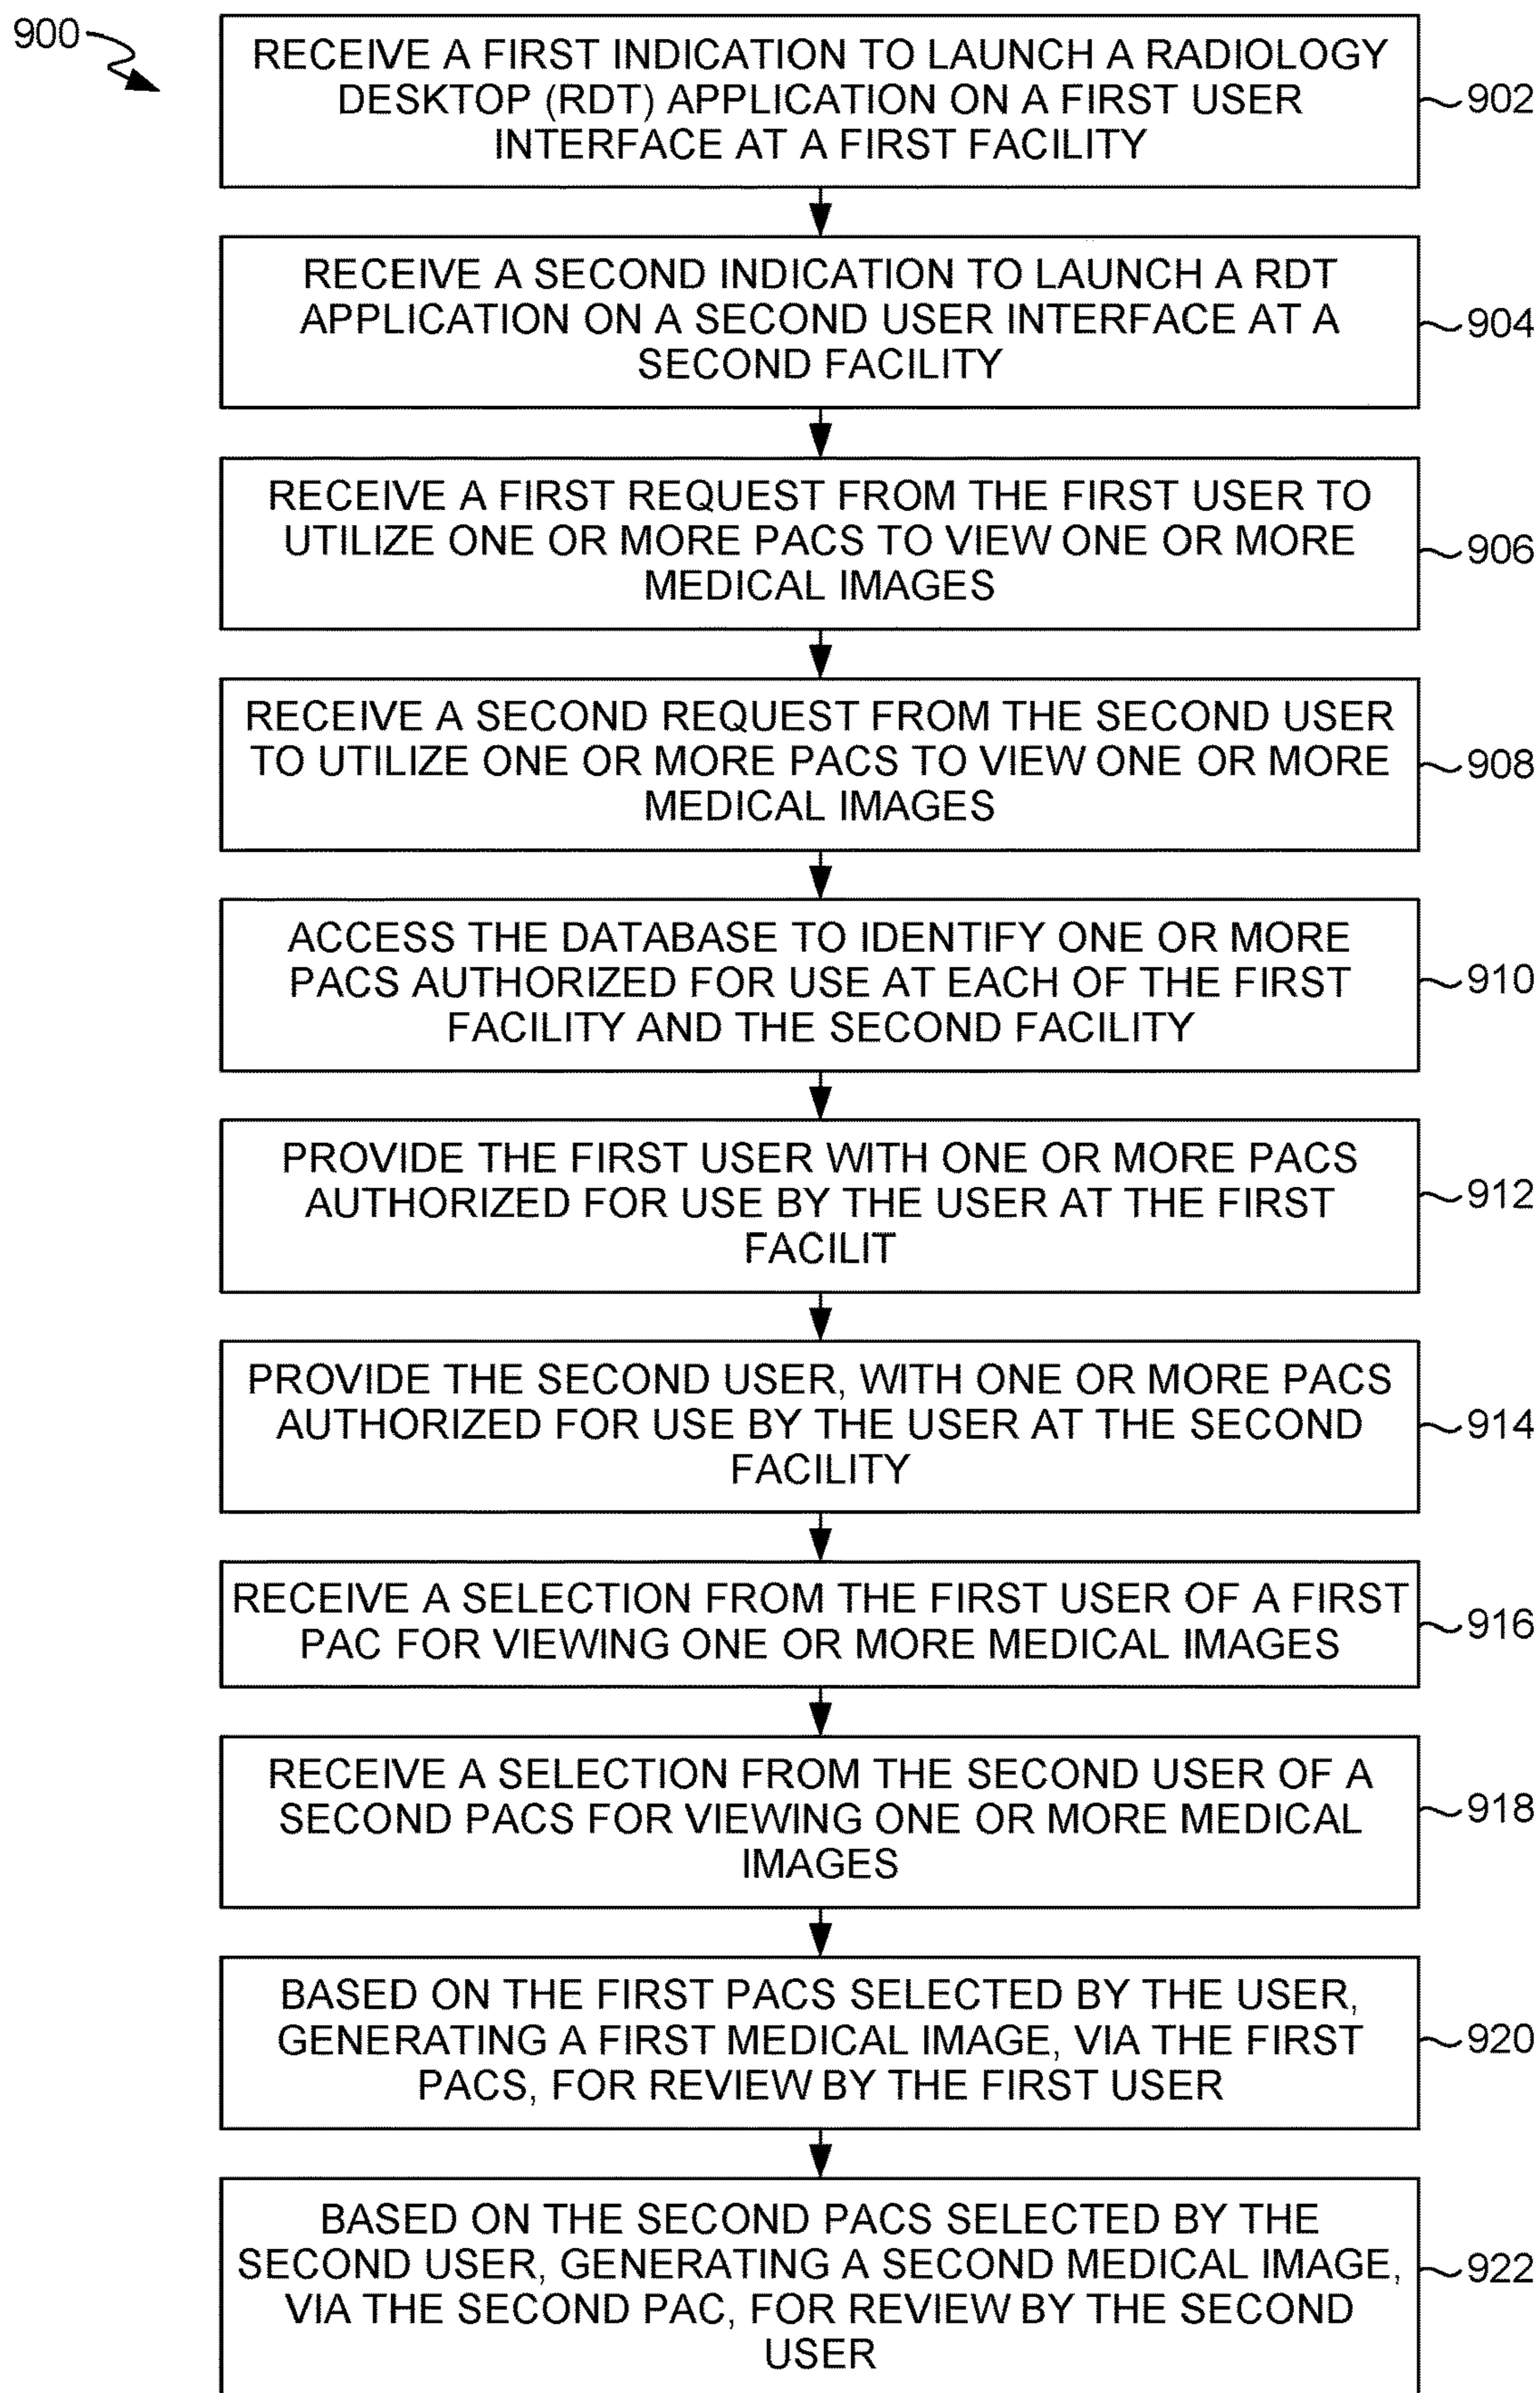 900
RECEIVE A FIRST INDICATION TO LAUNCH A RADIOLOGY
DESKTOP (RDT) APPLICATION ON A FIRST USER
INTERFACE AT A FIRST FACILITY
902
RECEIVE A SECOND INDICATION TO LAUNCH A RDT
APPLICATION ON A SECOND USER INTERFACE AT A
SECOND FACILITY
904
RECEIVE A FIRST REQUEST FROM THE FIRST USER TO
UTILIZE ONE OR MORE PACS TO VIEW ONE OR MORE
MEDICAL IMAGES
906
RECEIVE A SECOND REQUEST FROM THE SECOND USER
TO UTILIZE ONE OR MORE PACS TO VIEW ONE OR MORE
MEDICAL IMAGES
908
ACCESS THE DATABASE TO IDENTIFY ONE OR MORE
PACS AUTHORIZED FOR USE AT EACH OF THE FIRST
FACILITY AND THE SECOND FACILITY
910
PROVIDE THE FIRST USER WITH ONE OR MORE PACS
AUTHORIZED FOR USE BY THE USER AT THE FIRST
FACILIT
912
PROVIDE THE SECOND USER, WITH ONE OR MORE PACS
AUTHORIZED FOR USE BY THE USER AT THE SECOND
FACILITY
914
RECEIVE A SELECTION FROM THE FIRST USER OF A FIRST
PAC FOR VIEWING ONE OR MORE MEDICAL IMAGES
916
RECEIVE A SELECTION FROM THE SECOND USER OF A
SECOND PACS FOR VIEWING ONE OR MORE MEDICAL
IMAGES
918
BASED ON THE FIRST PACS SELECTED BY THE USER,
GENERATING A FIRST MEDICAL IMAGE, VIA THE FIRST
PACS, FOR REVIEW BY THE FIRST USER
920
BASED ON THE SECOND PACS SELECTED BY THE
SECOND USER, GENERATING A SECOND MEDICAL IMAGE,
VIA THE SECOND PAC, FOR REVIEW BY THE SECOND
USER
922